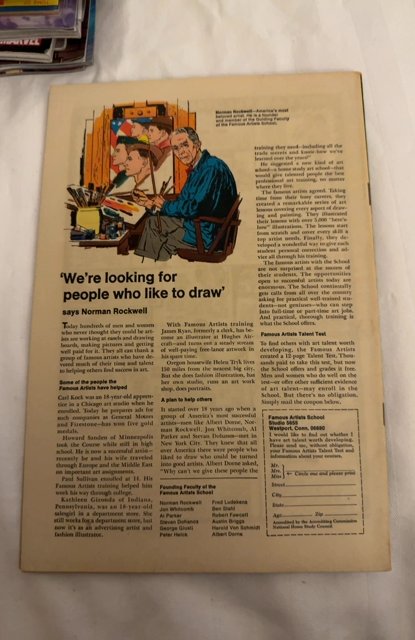 MARVEL
Norman Rockwell—America's most
beloved artist. He is a founder
and member of the Guiding Faculty
of the Famous Artists School.
'We're looking for
people who like to draw'
says Norman Rockwell
Today hundreds of men and women
who never thought they could be art-
ists are working at easels and drawing
boards, making pictures and getting
well paid for it. They all can thank a
group of famous artists who have de-
voted much of their time and talent
to helping others find success in art.
Some of the people the
Famous Artists have helped
Carl Kock was an 18-year-old appren-
tice in a Chicago art studio when he
enrolled. Today he prepares ads for
such companies as General Motors
and Firestone—has won five gold
medals.
Howard Sanden of Minneapolis
took the Course while still in high
school. He is now a successful artist—
recently he and his wife travelled
through Europe and the Middle East
on important art assignments.
Paul Sullivan enrolled at 18. His
Famous Artists training helped him
work his way through college.
Kathleen Gironda of Indiana,
Pennsylvania, was an 18-year-old
salesgirl in a department store. She
still works for a department store, but
now it's as an advertising artist and
fashion illustrator.
With Famous Artists training
James Ryan, formerly a clerk, has be-
come an illustrator at Hughes Air-
craft—and turns out a steady stream
of well-paying free-lance artwork in
his spare time.
Oregon housewife Helen Tryk lives
150 miles from the nearest big city.
But she does fashion illustration, has
her own studio, runs an art work
shop, does portraits.
A plan to help others
It started over 18 years ago when a
group of America's most successful
artists—men like Albert Dorne, Nor-
man Rockwell, Jon Whitcomb, Al
Parker and Stevan Dohanos—met in
New York City. They knew that all
over America there were people who
liked to draw who could be turned
into good artists. Albert Dorne asked,
"Why can't we give these people the
Founding Faculty of the
Famous Artists School
Norman Rockwell Fred Ludekens
Jon Whitcomb Ben Stahl
Al Parker Robert Fawcett
Stevan Dohanos Austin Briggs
George Giusti Harold Von Schmidt
Peter Helck Albert Dorne
training they need—including all the
trade secrets and know-how we've
learned over the years?"
He suggested a new kind of art
school—a home study art school—that
would give talented people the best
professional art training, no matter
where they live.
The famous artists agreed. Taking
time from their busy careers, they
created a remarkable series of art
lessons covering every aspect of draw-
ing and painting. They illustrated
their lessons with over 5,000 "here's
how" illustrations. The lessons start
from scratch and cover every skill a
top artist needs. Finally, they de-
veloped a wonderful way to give each
student personal correction and ad-
vice all through his training.
The famous artists with the School
are not surprised at the success of
their students. The opportunities
open to successful artists today are
enormous. The School continually
gets calls from all over the country
asking for practical well-trained stu-
dents—not geniuses—who can step
into full-time or part-time art jobs.
And practical, thorough training is
what the School offers.
Famous Artists Talent Test
To find others with art talent worth
developing, the Famous Artists
created a 12-page Talent Test. Thou-
sands paid to take this test, but now
the School offers and grades it free.
Men and women who do well on the
test—or offer other sufficient evidence
of art talent—may enroll in the
School. But there's no obligation.
Simply mail the coupon below.
Famous Artists School
Studio 5655
Westport, Conn. 06880
I would like to find out whether I
have art talent worth developing.
Please send me, without obligation,
your Famous Artists Talent Test and
information about your courses.
Mr.
Mrs.
Miss
Circle one and please print
Street
City
State
Age Zip
Accredited by the Accrediting Commission
National Home Study Council.